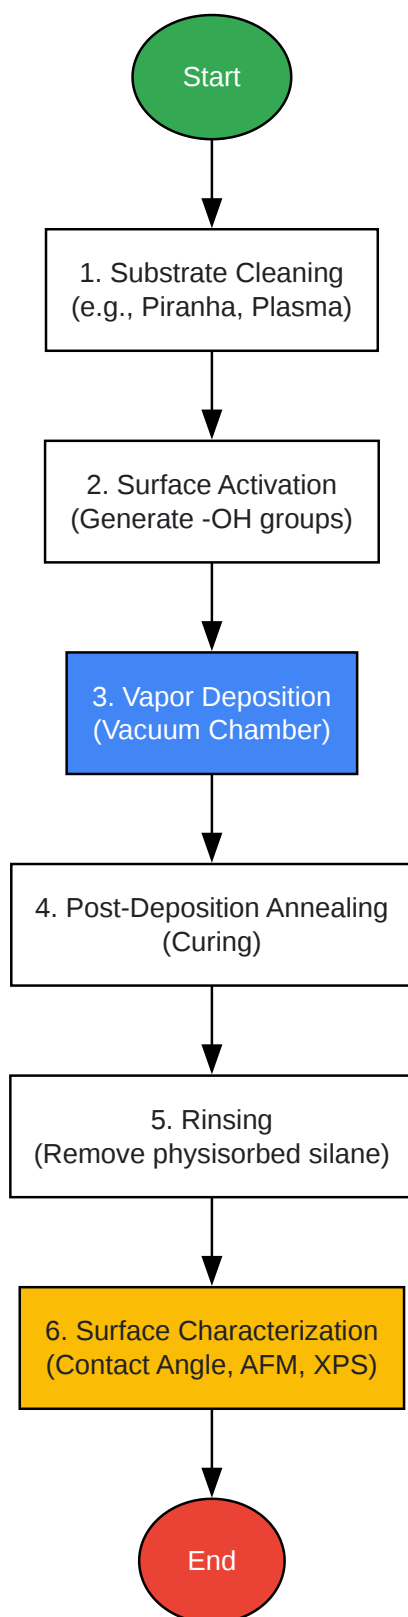 Start
1. Substrate Cleaning
(e.g., Piranha, Plasma)
2. Surface Activation
(Generate -OH groups)
3. Vapor Deposition
(Vacuum Chamber)
4. Post-Deposition Annealing
(Curing)
5. Rinsing
(Remove physisorbed silane)
6. Surface Characterization
(Contact Angle, AFM, XPS)
End